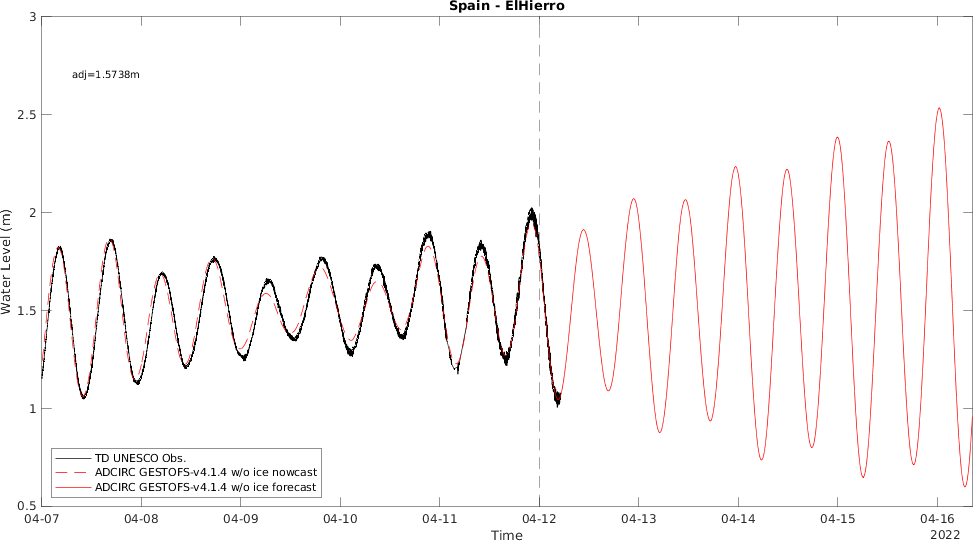 Spain - ElHierro
3
adj=1.5738m
2.5
2
Water Level (m)
1.5
1
TD UNESCO Obs.
ADCIRC GESTOFS-v4.1.4 w/o ice nowcast
ADCIRC GESTOFS-v4.1.4 w/o ice forecast
0.5
04-07 04-08 04-09 04-10 04-11 04-12 04-13 04-14 04-15 04-16
Time
2022